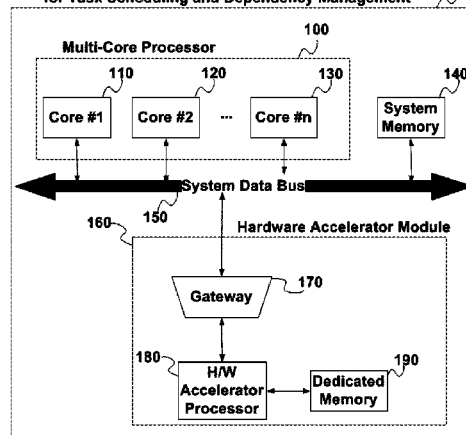 for Task Scheduling and Dependency Management
Multi-Core Processor
100
110
120
130
140
Core #1
Core #2
...
Core #n
System
Memory
System Data Bus
150
160
Hardware Accelerator Module
170
Gateway
180
H/W
Accelerator
Processor
190
Dedicated
Memory